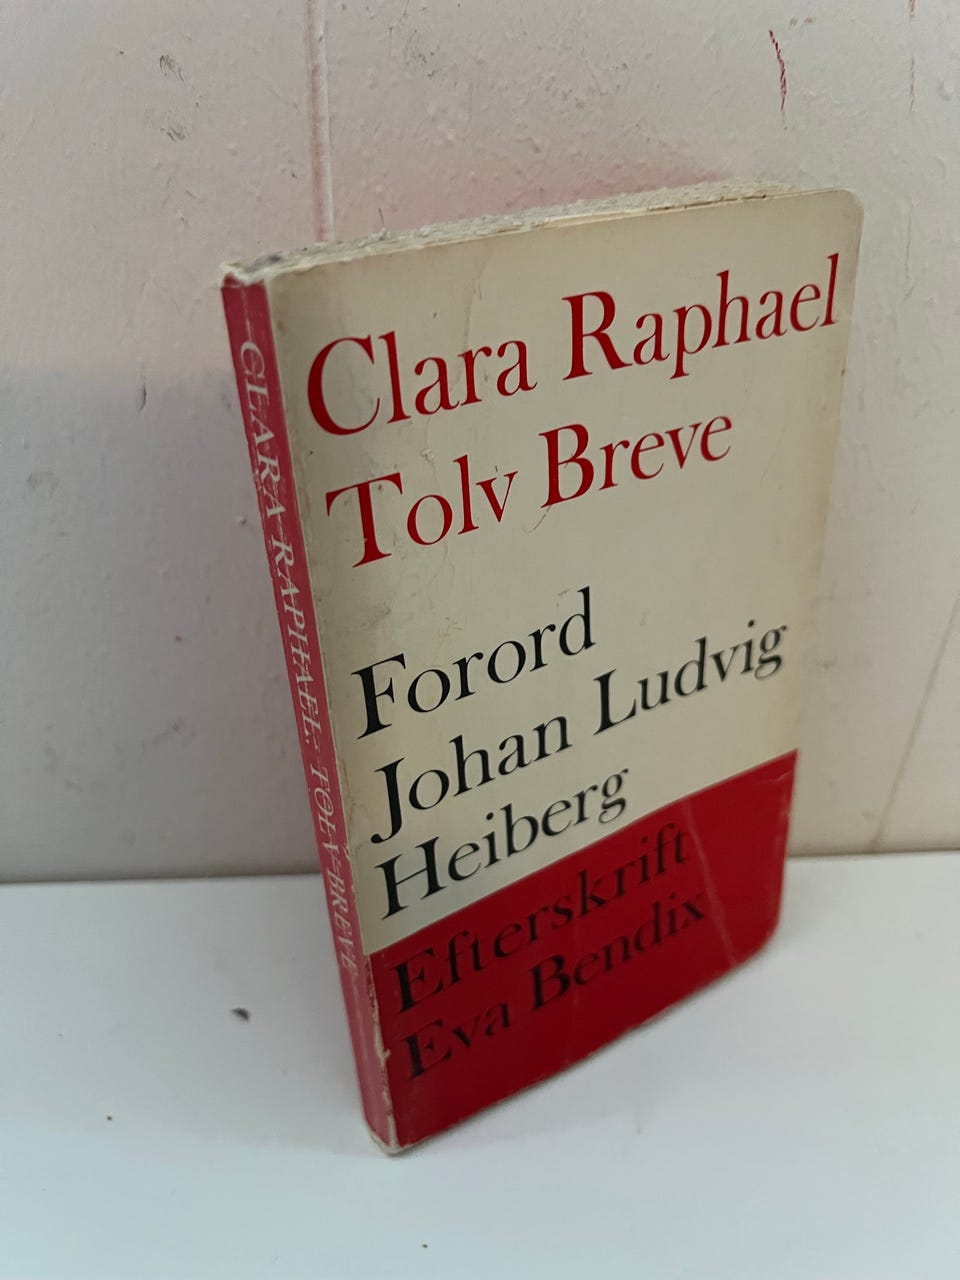 Clara Raphael
Tolv Breve
Forord
Johan Ludvig
Heiberg
Efterskrift
Eva Bendix
CLARA RAPHAEL: TOLV BREVE